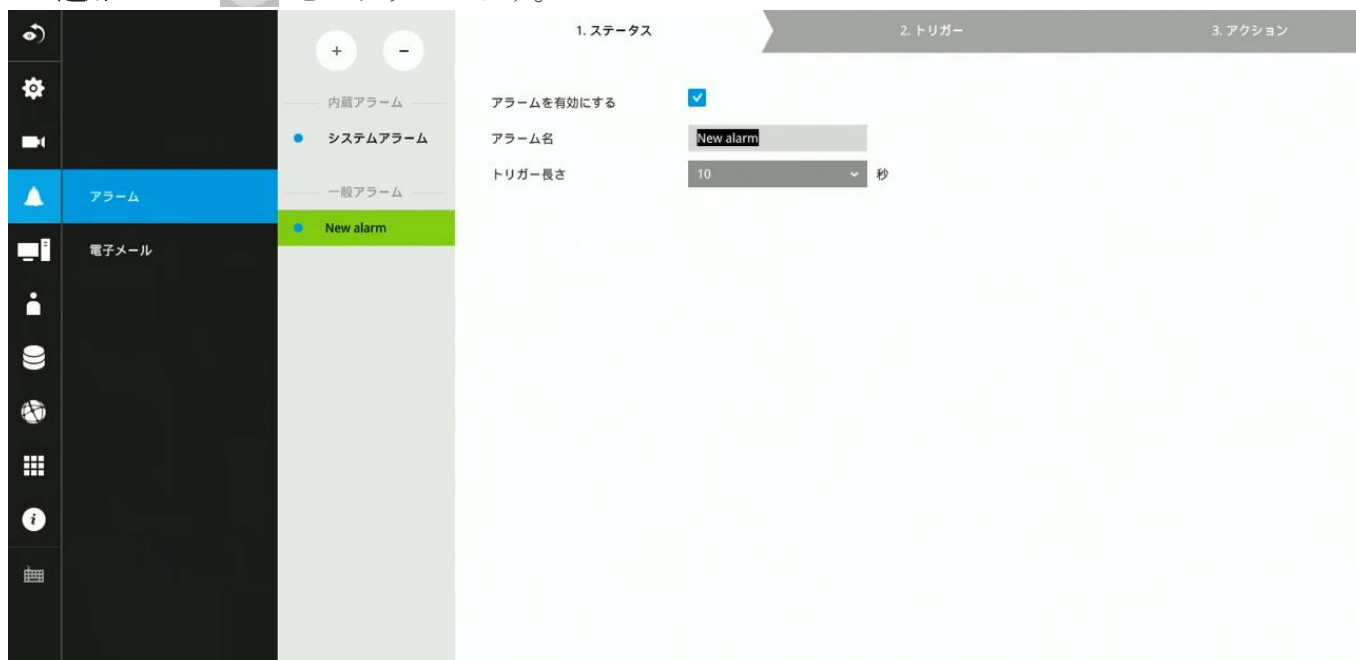 1. ステータス
2. トリガー
3. アクション
+
-
内蔵アラーム
システムアラーム
一般アラーム
New alarm
アラーム
電子メール
アラームを有効にする
アラーム名
New alarm
トリガー長さ
10
秒